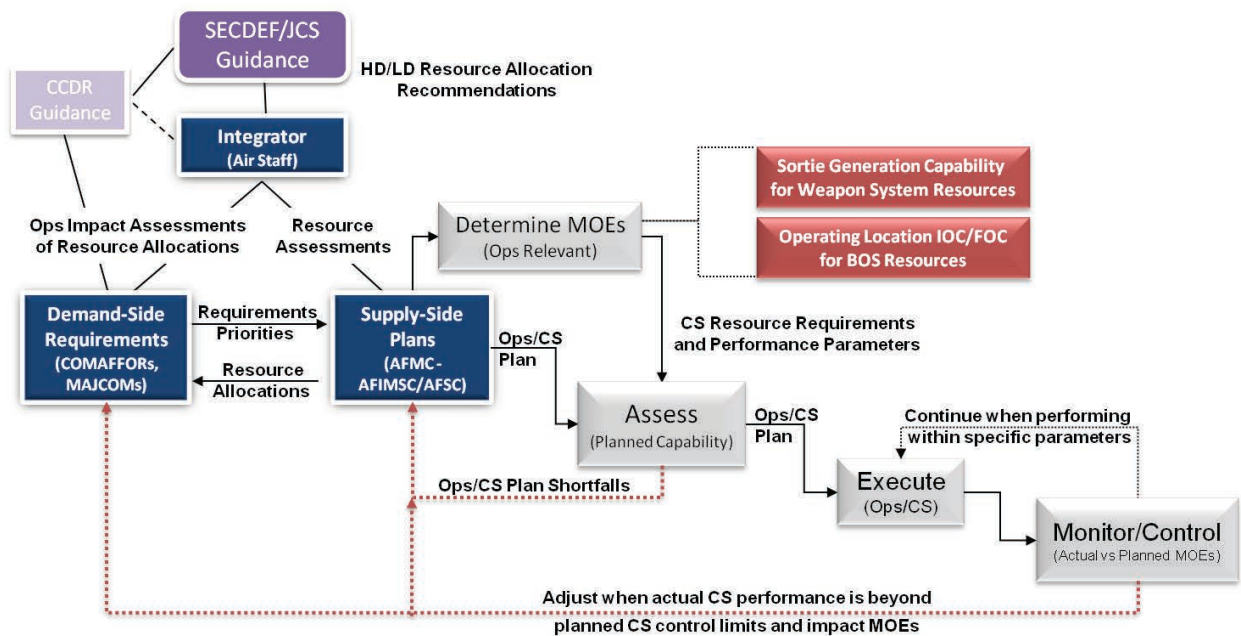 SECDEF/JCS
Guidance
CCDR
Guidance
HD/LD Resource Allocation
Recommendations
Integrator
(Air Staff)
Ops Impact Assessments
of Resource Allocations
Resource
Assessments
Determine MOEs
(Ops Relevant)
Sortie Generation Capability
for Weapon System Resources
Operating Location IOC/FOC
for BOS Resources
Demand-Side
Requirements
(COMAFFORs,
MAJCOMs)
Requirements
Priorities
Resource
Allocations
Supply-Side
Plans
(AFMC-
AFIMSC/AFSC)
Ops/CS
Plan
CS Resource Requirements
and Performance Parameters
Assess
(Planned Capability)
Ops/CS
Plan
Continue when performing
within specific parameters
Ops/CS Plan Shortfalls
Execute
(Ops/CS)
Monitor/Control
(Actual vs Planned MOEs)
Adjust when actual CS performance is beyond
planned CS control limits and impact MOEs